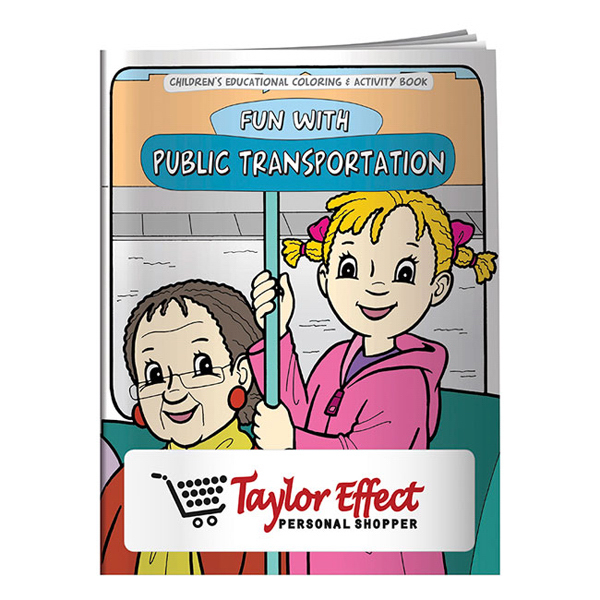 CHILDREN'S EDUCATIONAL COLORING & ACTIVITY BOOK
FUN WITH
PUBLIC TRANSPORTATION
Taylor Effect
PERSONAL SHOPPER